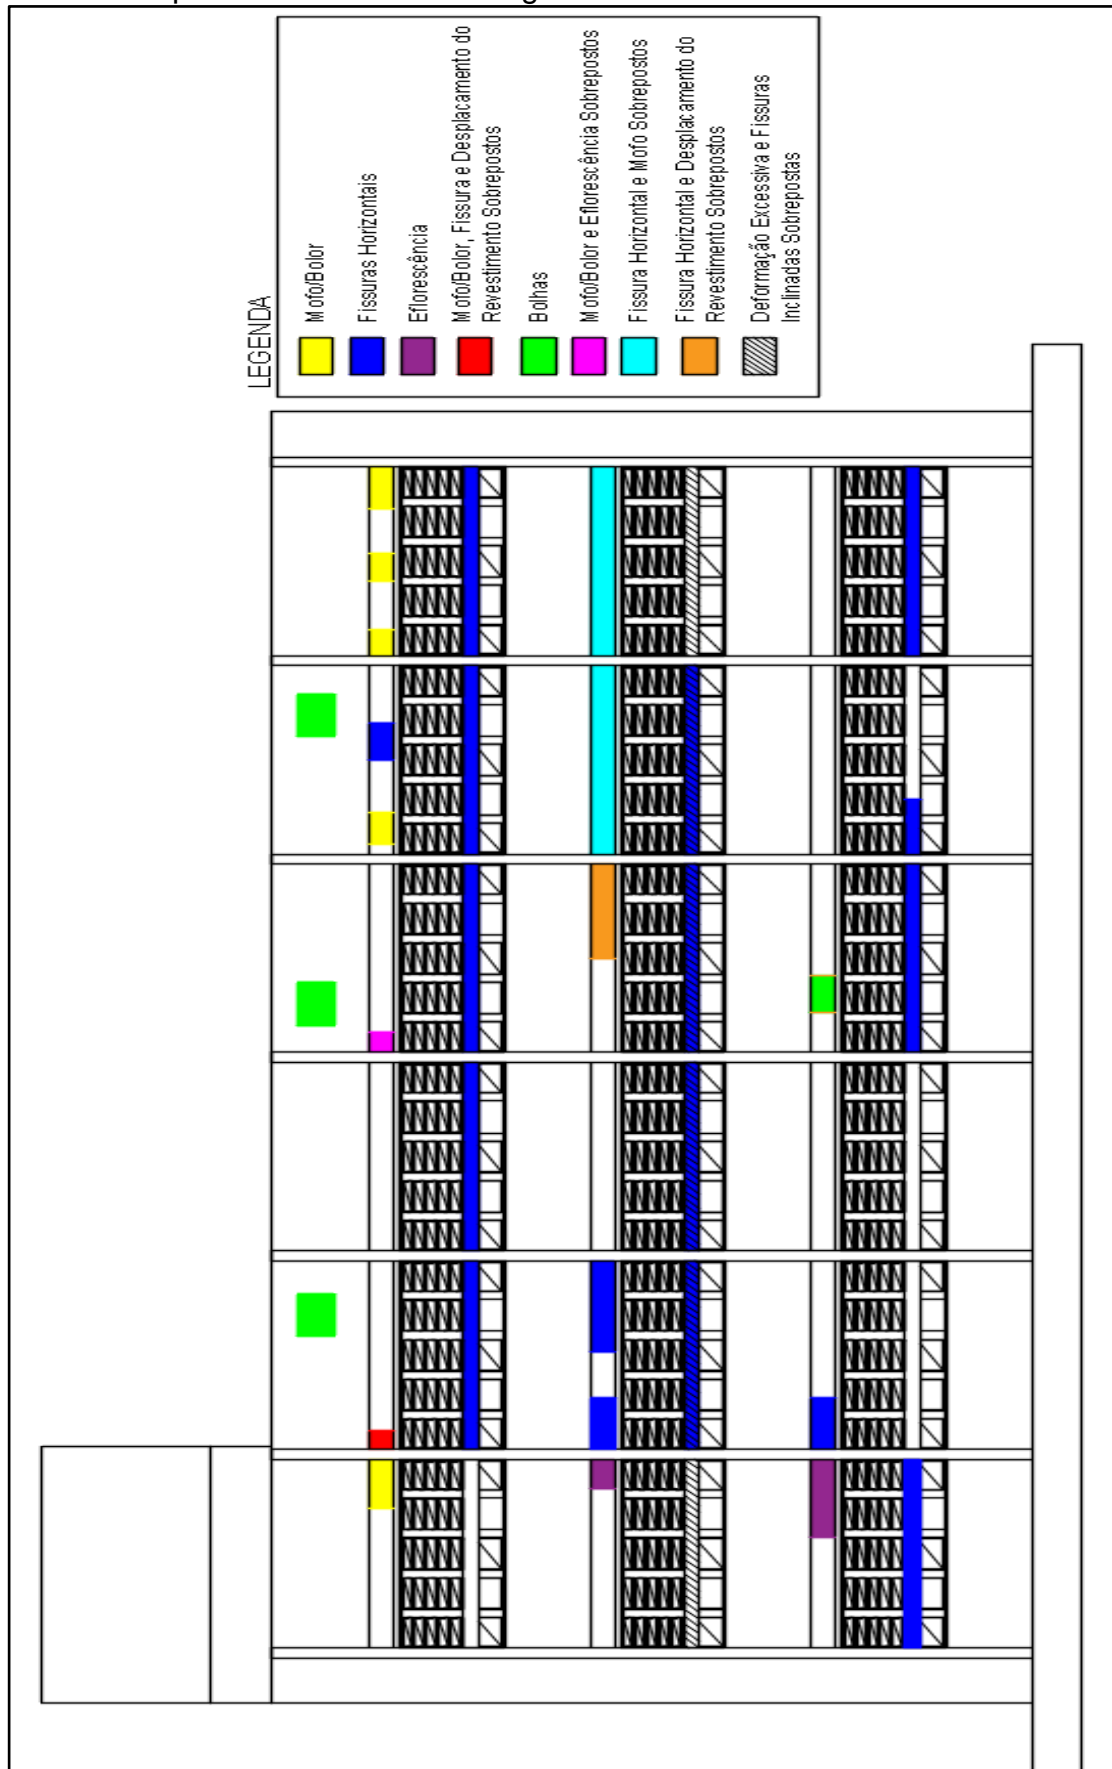 LEGENDA
Mofo/Bolor
Fissuras Horizontais
Eflorescência
Mofo/Bolor, Fissura e Desplacamento do
Revestimento Sobrepostos
Bolhas
Mofo/Bolor e Eflorescência Sobrepostos
Fissura Horizontal e Mofo Sobrepostos
Fissura Horizontal e Desplacamento do
Revestimento Sobrepostos
Deformação Excessiva e Fissuras
Inclinadas Sobrepostas